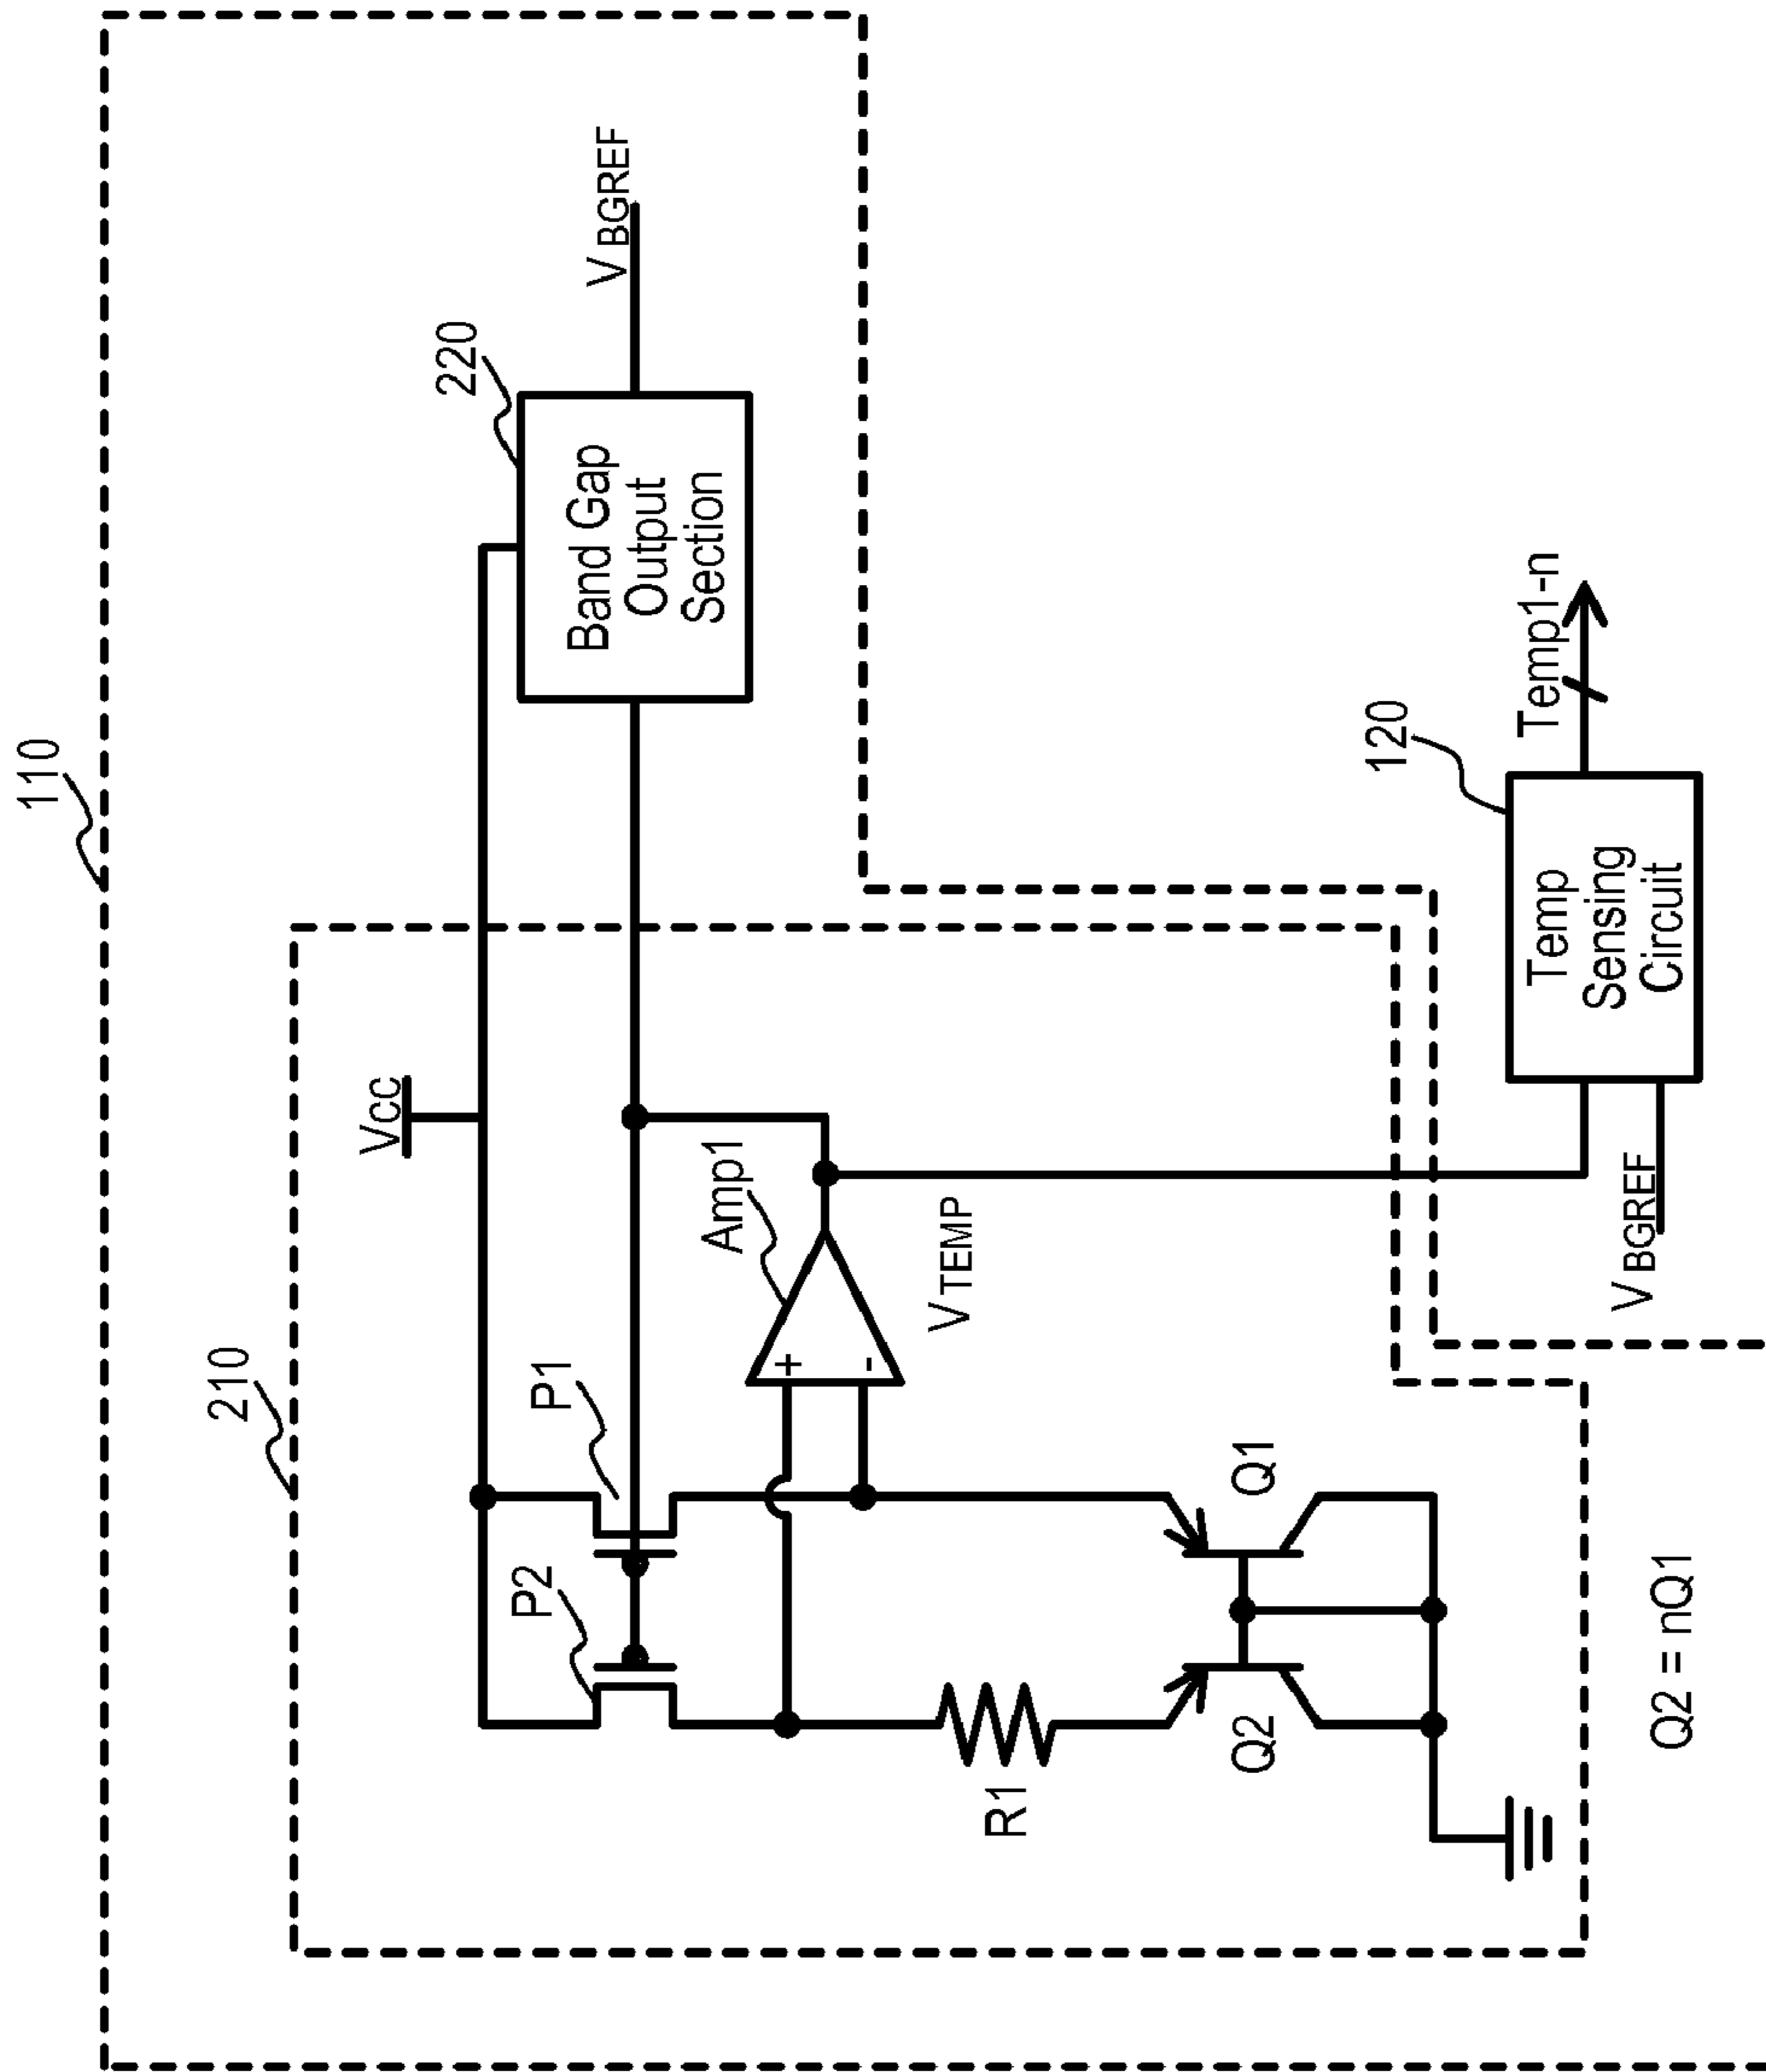 110
210
Vcc
220
Band Gap
Output
Section
VBGREF
P2
P1
Amp1
+
-
VTEMP
R1
Q2
Q1
Q2 = nQ1
120
Temp
Sensing
Circuit
VBGREF
Temp1-n